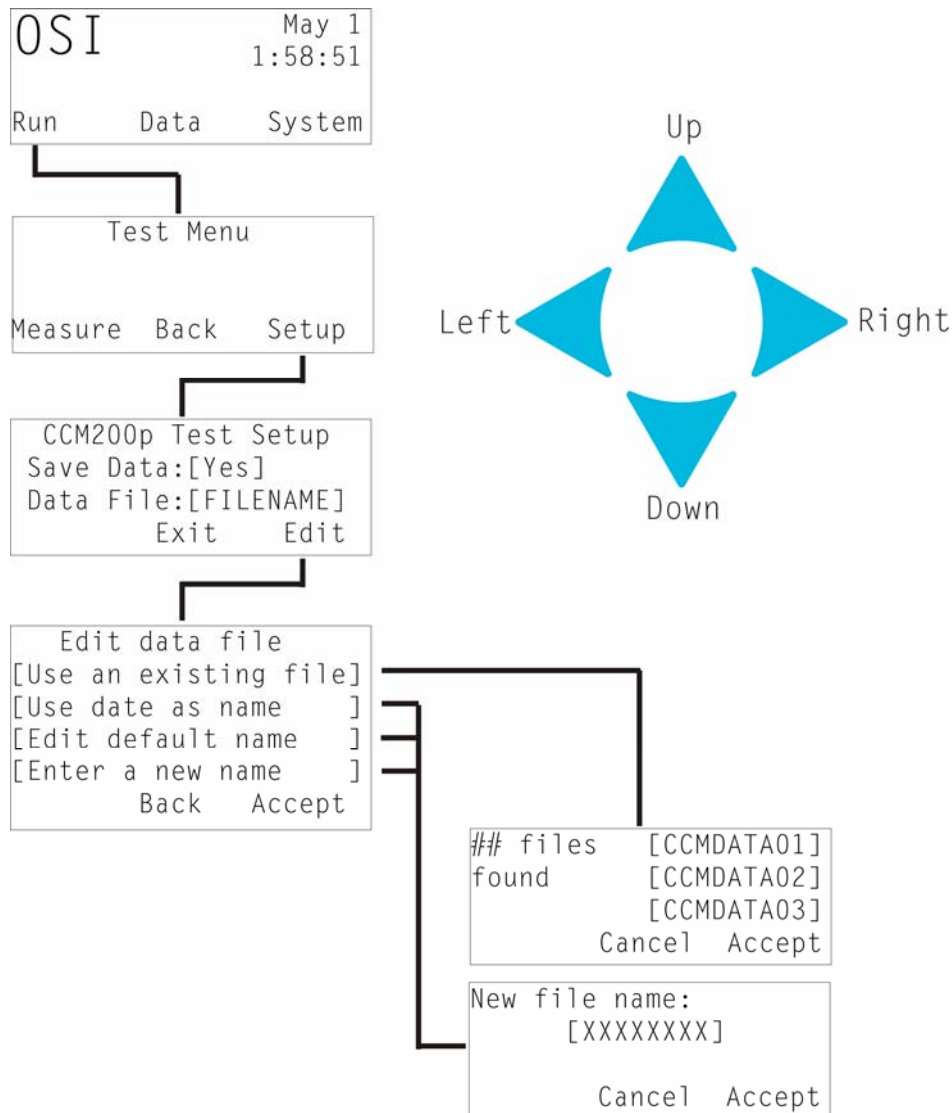 OSI May 1
1:58:51
Run Data System
Test Menu
Measure Back Setup
CCM200p Test Setup
Save Data:[Yes]
Data File:[FILENAME]
Exit Edit
Edit data file
[Use an existing file]
[Use date as name ]
[Edit default name ]
[Enter a new name ]
Back Accept
## files [CCMDATA01]
found [CCMDATA02]
[CCMDATA03]
Cancel Accept
New file name:
[XXXXXXXX]
Cancel Accept
Up
Left
Right
Down